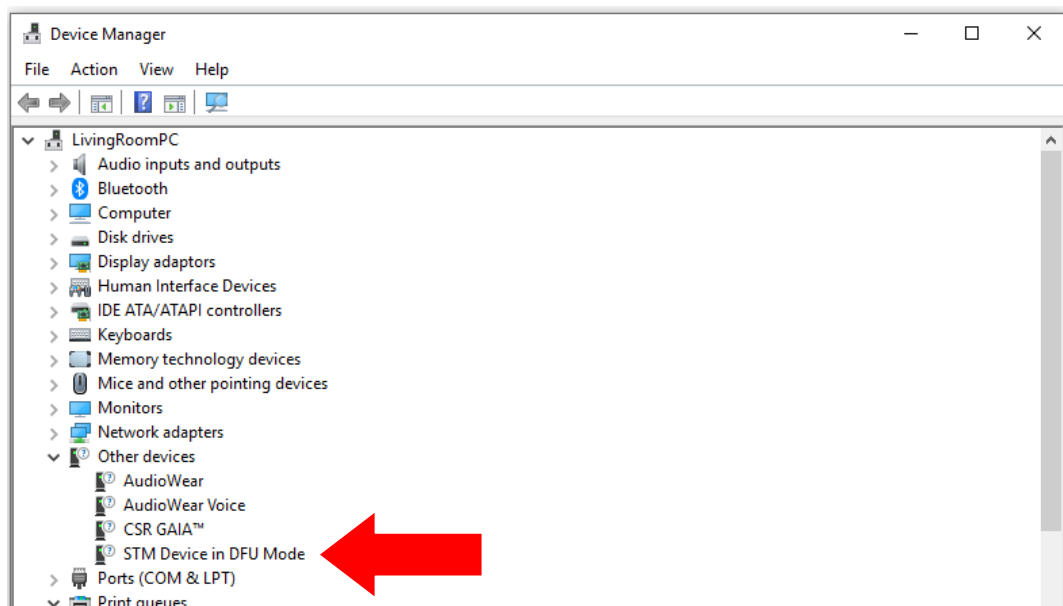 Device Manager
File Action View Help
LivingRoomPC
Audio inputs and outputs
Bluetooth
Computer
Disk drives
Display adaptors
Human Interface Devices
IDE ATA/ATAPI controllers
Keyboards
Memory technology devices
Mice and other pointing devices
Monitors
Network adapters
Other devices
AudioWear
AudioWear Voice
CSR GAIA™
STM Device in DFU Mode
Ports (COM & LPT)
Print queues